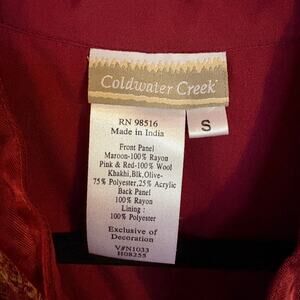 Coldwater Creek
S
RN 98516
Made in India
Front Panel
Maroon-100% Rayon
Pink & Red-100% Wool
Khakhi,Blk,Olive-
75% Polyester,25% Acrylic
Back Panel
100% Rayon
Lining :
100% Polyester
Exclusive of
Decoration
V#N1033
H08255